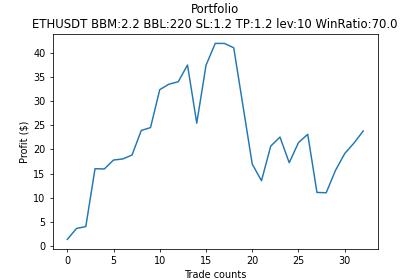 Portfolio
ETHUSDT BBM:2.2 BBL:220 SL:1.2 TP:1.2 lev:10 WinRatio:70.0
40
35
30
25
20
15
10
5
0
Profit ($)
0 5 10 15 20 25 30
Trade counts